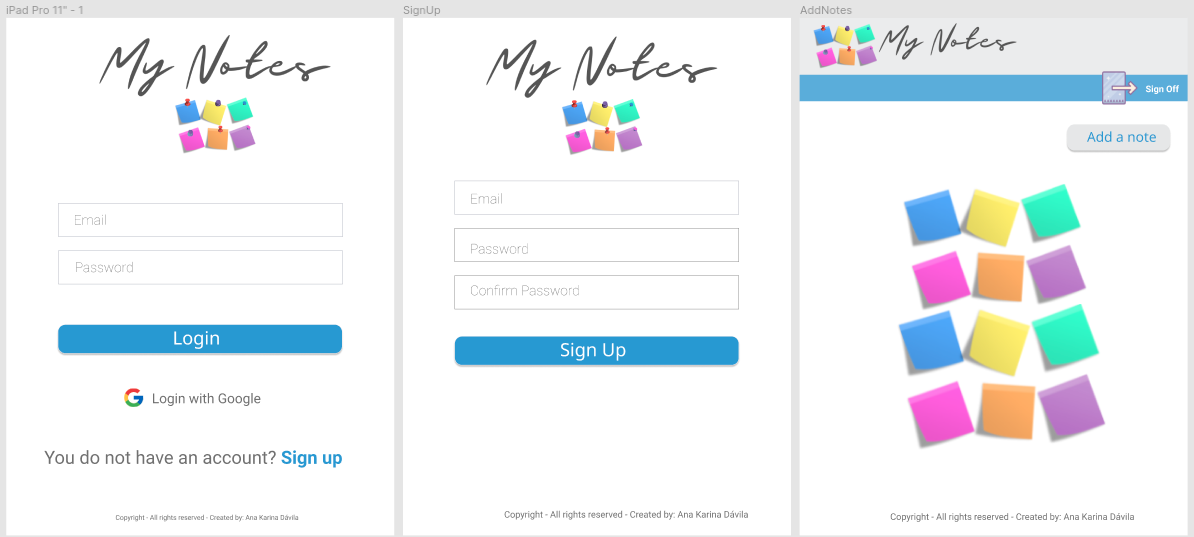 iPad Pro 11" - 1
My Notes
Email
Password
Login
Login with Google
You do not have an account? Sign up
Copyright - All rights reserved - Created by: Ana Karina Dávila
SignUp
My Notes
Email
Password
Confirm Password
Sign Up
Copyright - All rights reserved - Created by: Ana Karina Dávila
AddNotes
My Notes
Sign Off
Add a note
Copyright - All rights reserved - Created by: Ana Karina Dávila